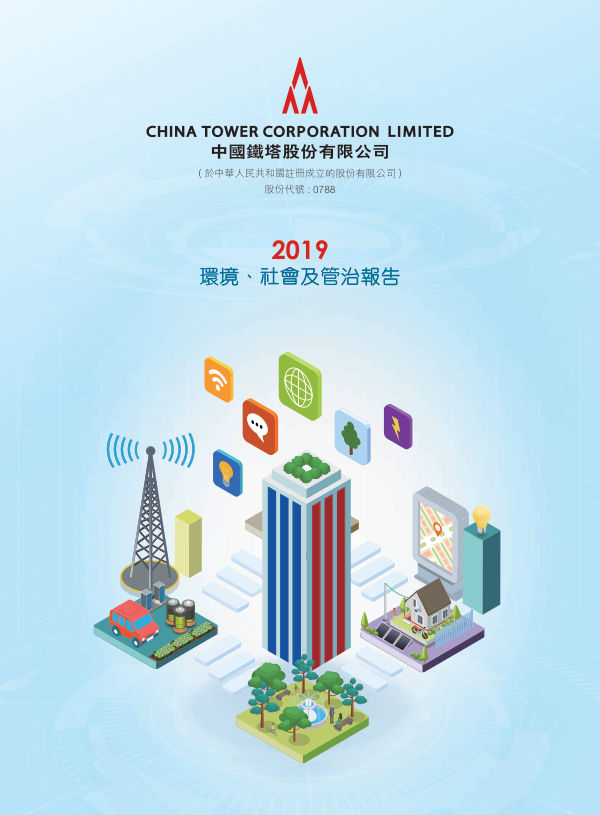 CHINA TOWER CORPORATION LIMITED
中國鐵塔股份有限公司
(於中華人民共和國註冊成立的股份有限公司)
股份代號 : 0788
2019
環境、社會及管治報告